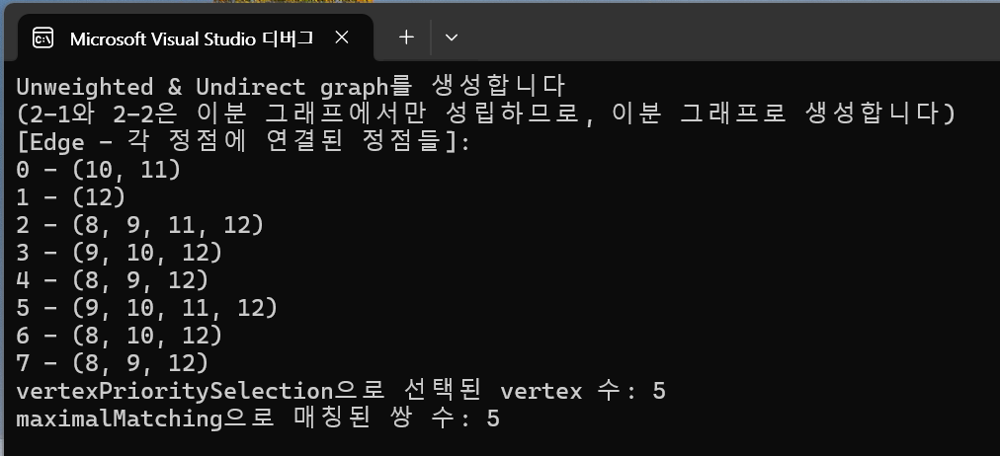 Microsoft Visual Studio 디버그
Unweighted & Undirect graph를 생성합니다
(2-1와 2-2은 이분 그래프에서만 성립하므로, 이분 그래프로 생성합니다)
[Edge - 각 정점에 연결된 정점들]:
0 - (10, 11)
1 - (12)
2 - (8, 9, 11, 12)
3 - (9, 10, 12)
4 - (8, 9, 12)
5 - (9, 10, 11, 12)
6 - (8, 10, 12)
7 - (8, 9, 12)
vertexPrioritySelection으로 선택된 vertex 수: 5
maximalMatching으로 매칭된 쌍 수: 5